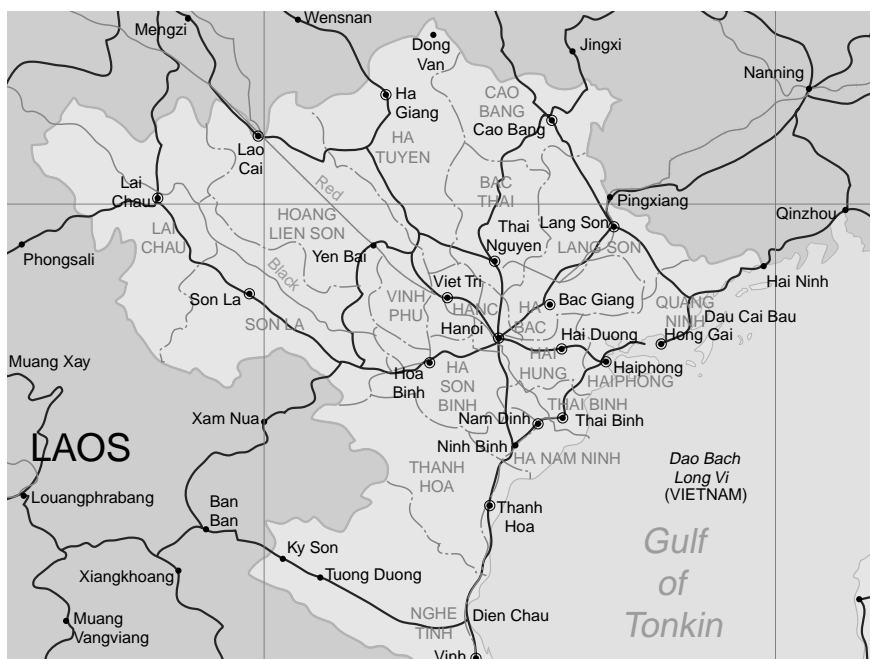 Wensnan
Mengzi
Dong
Van
Jingxi
Nanning
Ha
Giang
CAO
BANG
Cao Bang
Lao
Cai
HA
TUYEN
Red
BAC
THAI
Lai
Chau
Pingxiang
Qinzhou
LAI
CHAU
HOANG
LIEN SON
Thai
Nguyen
Lang Son
LANG SON
Phongsali
Yen Bai
Black
Viet Tri
Hai Ninh
Son La
SON LA
VINH
PHU
HANC
HA
BAC
Bac Giang
QUANG
NINH
Dau Cai Bau
Hanoi
Hai Duong
Hong Gai
Muang Xay
Hoa
Binh
HA
SON
BINH
HAI
HUNG
Haiphong
HAIPHONG
THAI BINH
Xam Nua
Nam Dinh
Thai Binh
LAOS
Ninh Binh
HA NAM NINH
THANH
HOA
Dao Bach
Long Vi
(VIETNAM)
Louangphrabang
Ban
Ban
Thanh
Hoa
Ky Son
Gulf
of
Tonkin
Xiangkhoang
Tuong Duong
Muang
Vangviang
NGHE
TINH
Dien Chau
Vinh